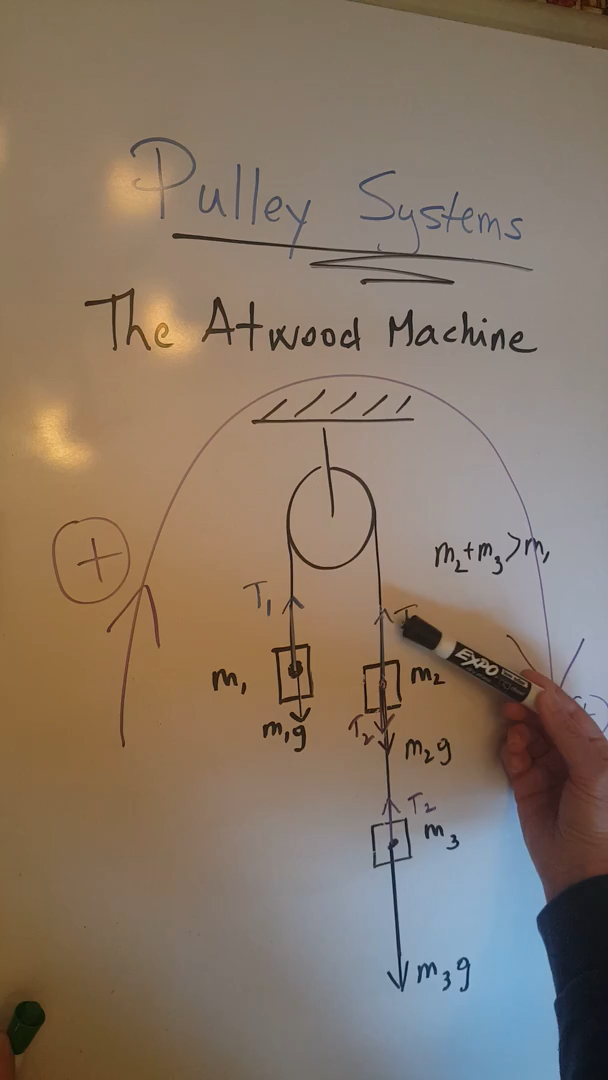 Pulley Systems
The Atwood Machine
+
m₂+m₃>m₁
T₁
m₁
m₂
EXPO
m₁g
T₂
m₂g
T₂
m₃
m₃g